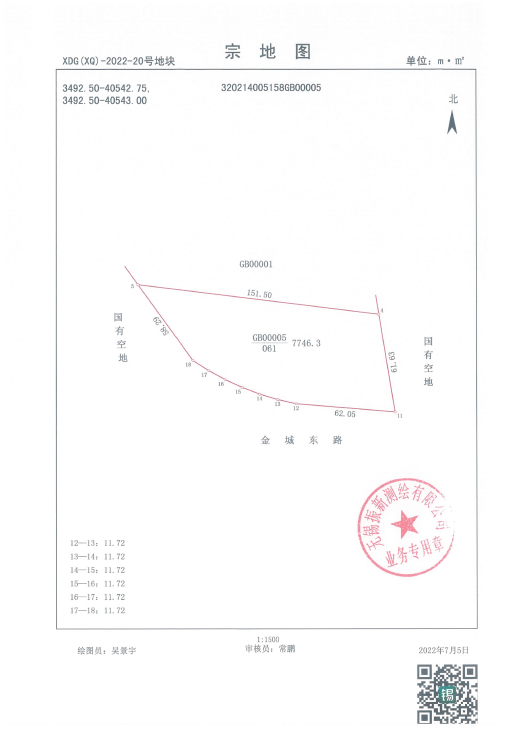 宗地图
XDG(XQ)-2022-20号地块
单位：m·㎡
3492.50-40542.75,
3492.50-40543.00
320214005158GB00005
北
GB00001
5
151.50
4
国有空地
58.29
GB00005
061
7746.3
61.63
国有空地
18
17
16
15
14
13
12
62.05
11
金城东路
无锡振新测绘有限公司
业务专用章
12—13：11.72
13—14：11.72
14—15：11.72
15—16：11.72
16—17：11.72
17—18：11.72
1:1500
绘图员：吴景宇
审核员：常鹏
2022年7月5日
锡